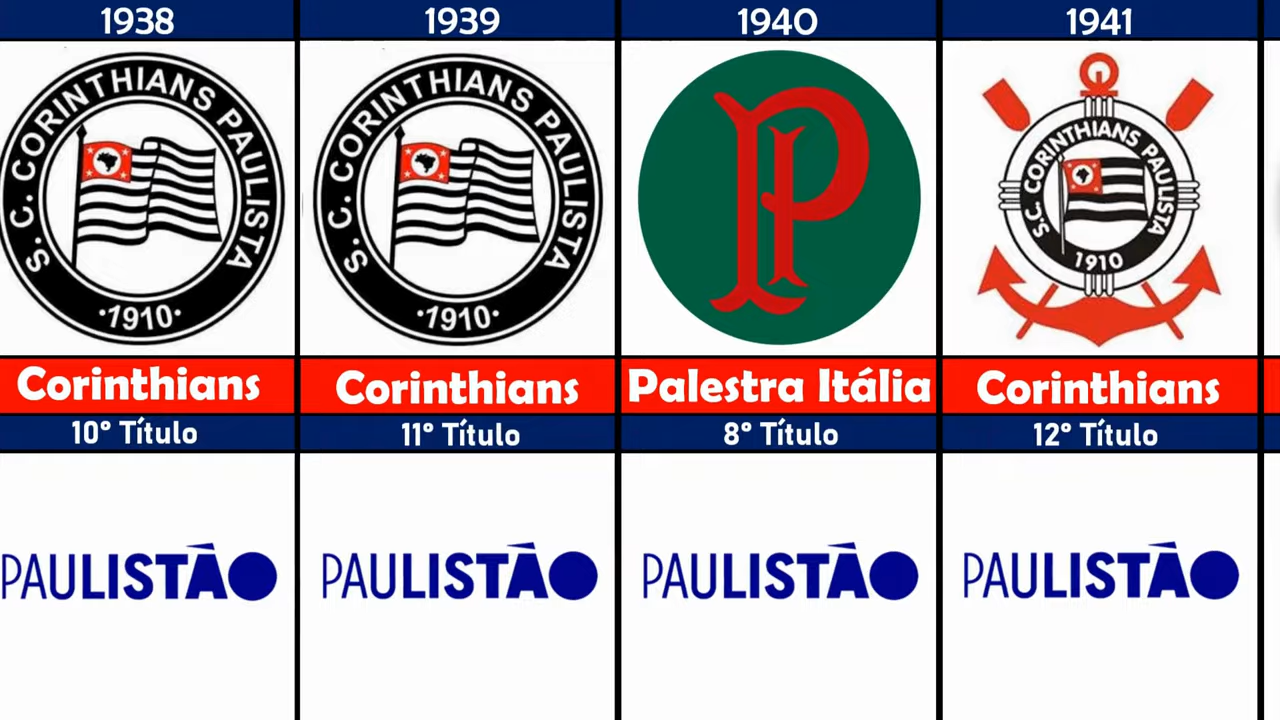 1938
S. C. CORINTHIANS PAULISTA
·1910·
Corinthians
10° Título
PAULISTÃO
1939
S. C. CORINTHIANS PAULISTA
·1910·
Corinthians
11° Título
PAULISTÃO
1940
PI
Palestra Itália
8° Título
PAULISTÃO
1941
S.C. CORINTHIANS PAULISTA
1910
Corinthians
12° Título
PAULISTÃO